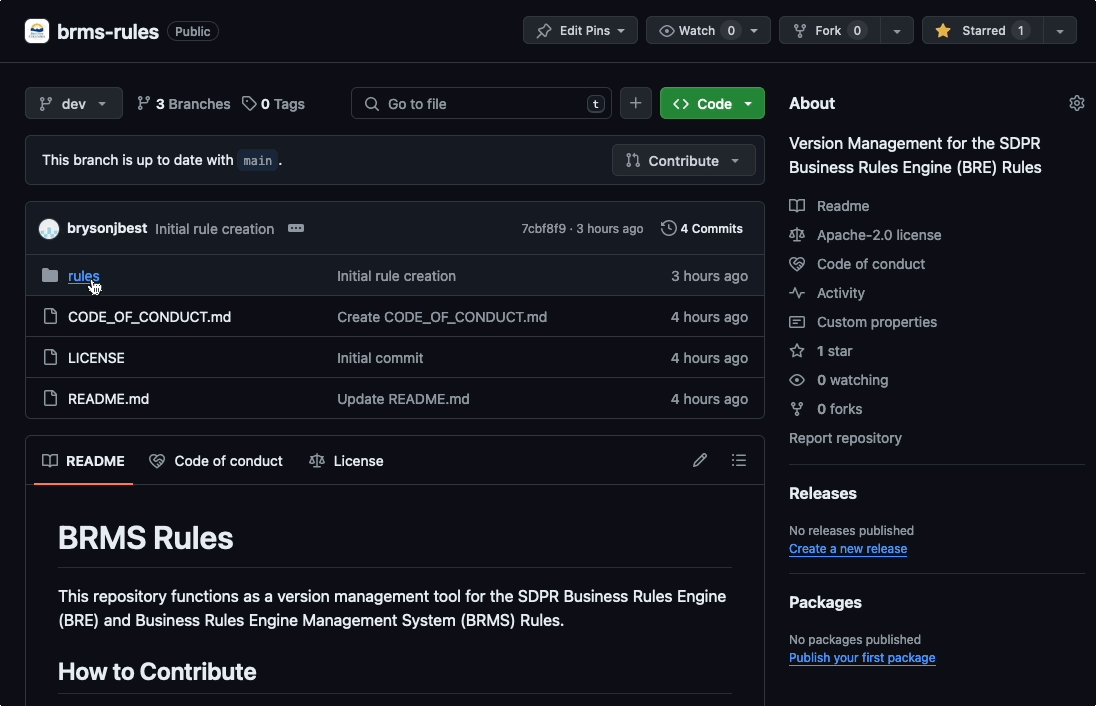 brms-rules Public Edit Pins Watch 0 Fork 0 Starred 1
dev 3 Branches 0 Tags Go to file t Code
This branch is up to date with main .
Contribute
brysonjbest Initial rule creation 7cbf8f9 · 3 hours ago 4 Commits
rules Initial rule creation 3 hours ago
CODE_OF_CONDUCT.md Create CODE_OF_CONDUCT.md 4 hours ago
LICENSE Initial commit 4 hours ago
README.md Update README.md 4 hours ago
README Code of conduct License
BRMS Rules
This repository functions as a version management tool for the SDPR Business Rules Engine
(BRE) and Business Rules Engine Management System (BRMS) Rules.
How to Contribute
About
Version Management for the SDPR
Business Rules Engine (BRE) Rules
Readme
Apache-2.0 license
Code of conduct
Activity
Custom properties
1 star
0 watching
0 forks
Report repository
Releases
No releases published
Create a new release
Packages
No packages published
Publish your first package